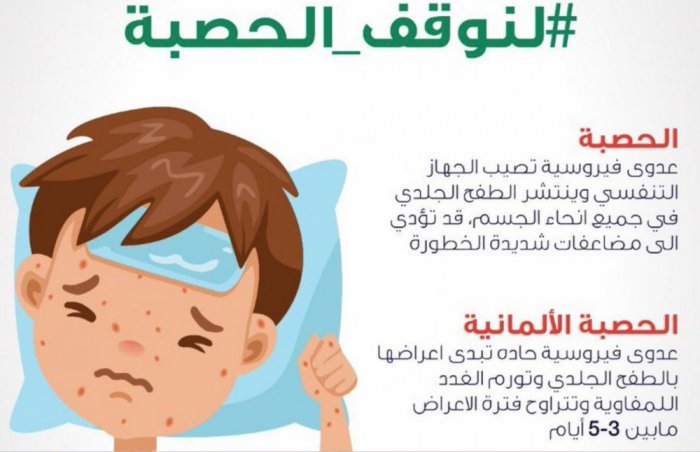 #لنوقف_الحصبة
الحصبة
عدوى فيروسية تصيب الجهاز
التنفسي وينتشر الطفح الجلدي
في جميع انحاء الجسم، قد تؤدي
الى مضاعفات شديدة الخطورة
الحصبة الألمانية
عدوى فيروسية حاده تبدى اعراضها
بالطفح الجلدي وتورم الغدد
اللمفاوية وتتراوح فترة الاعراض
مابين 3-5 أيام